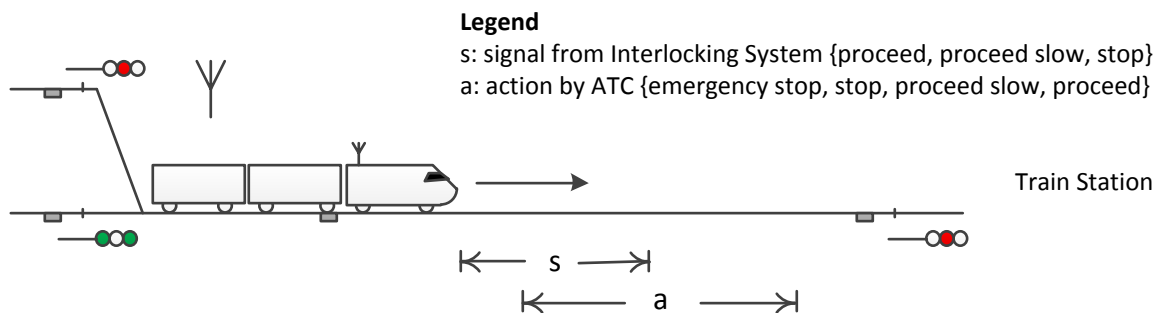 Legend
s: signal from Interlocking System {proceed, proceed slow, stop}
a: action by ATC {emergency stop, stop, proceed slow, proceed}
Train Station
s
a